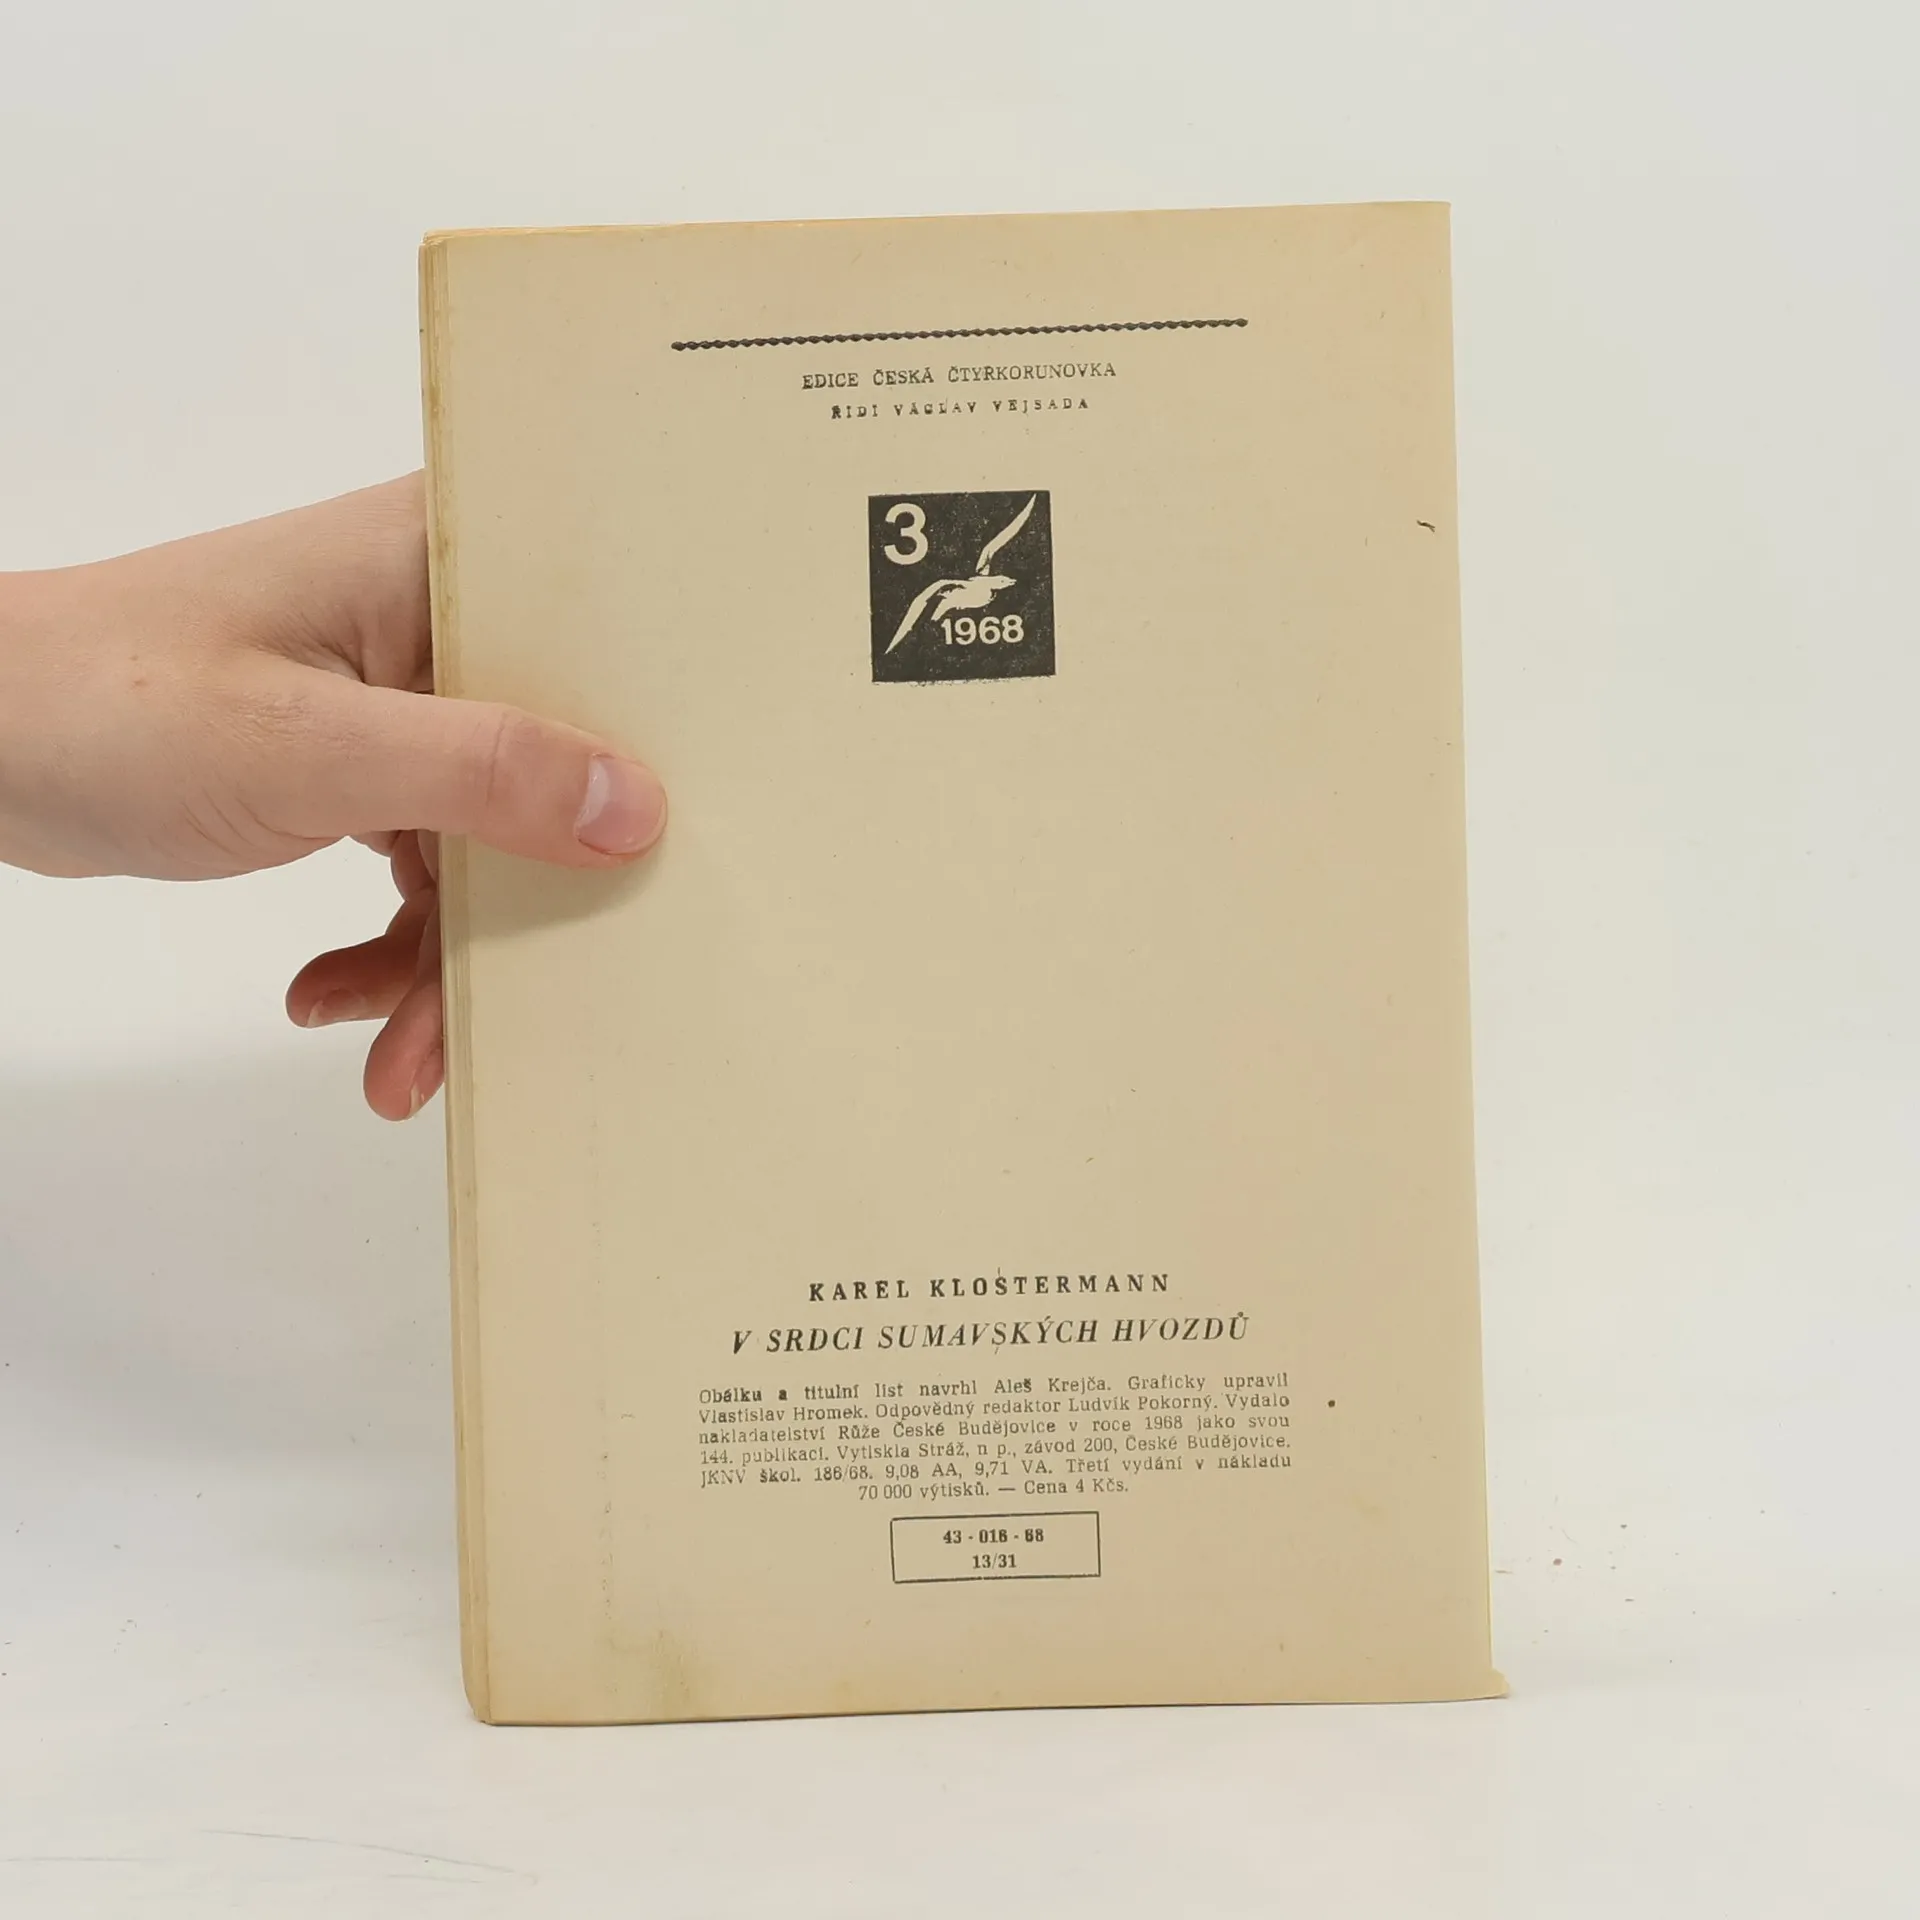 EDICE ČESKÁ ČTYŘKORUNOVKA
ŘÍDÍ VÁCLAV VEJSADA
3
1968
KAREL KLOSTERMANN
V SRDCI SUMAVSKÝCH HVOZDŮ
Obálku a titulní list navrhl Aleš Krejča. Graficky upravil
Vlastislav Hromek. Odpovědný redaktor Ludvík Pokorný. Vydalo
nakladatelství Růže České Budějovice v roce 1968 jako svou
144. publikaci. Vytiskla Stráž, n p., závod 200, České Budějovice.
JKNV škol. 186/68. 9,08 AA, 9,71 VA. Třetí vydání v nákladu
70 000 výtisků. — Cena 4 Kčs.
43 - 016 - 68
13/31